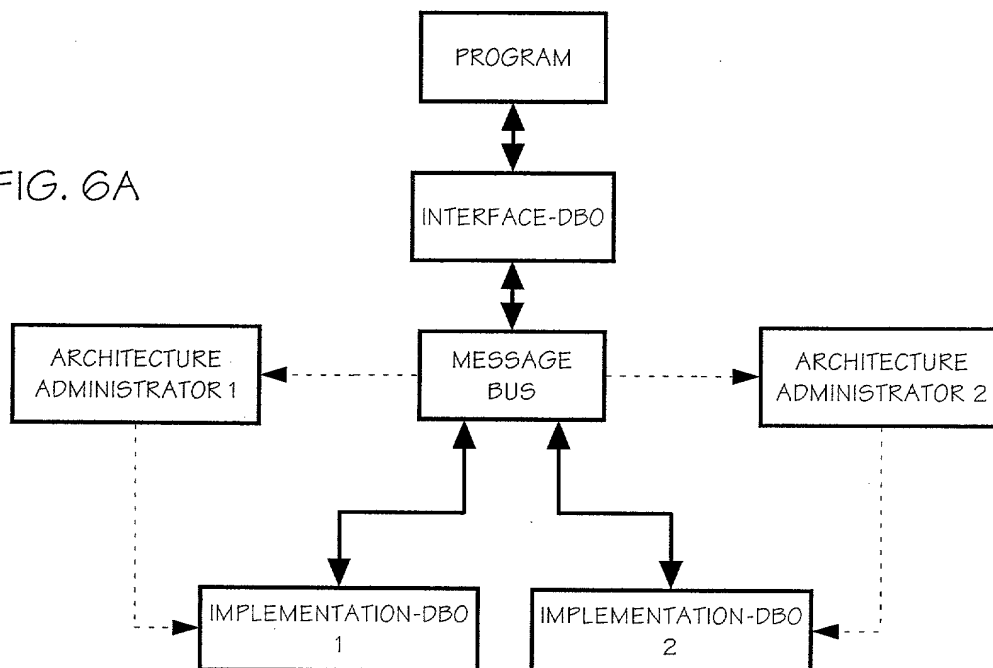 PROGRAM
FIG. 6A
INTERFACE-DBO
ARCHITECTURE
ADMINISTRATOR 1
MESSAGE
BUS
ARCHITECTURE
ADMINISTRATOR 2
IMPLEMENTATION-DBO
1
IMPLEMENTATION-DBO
2